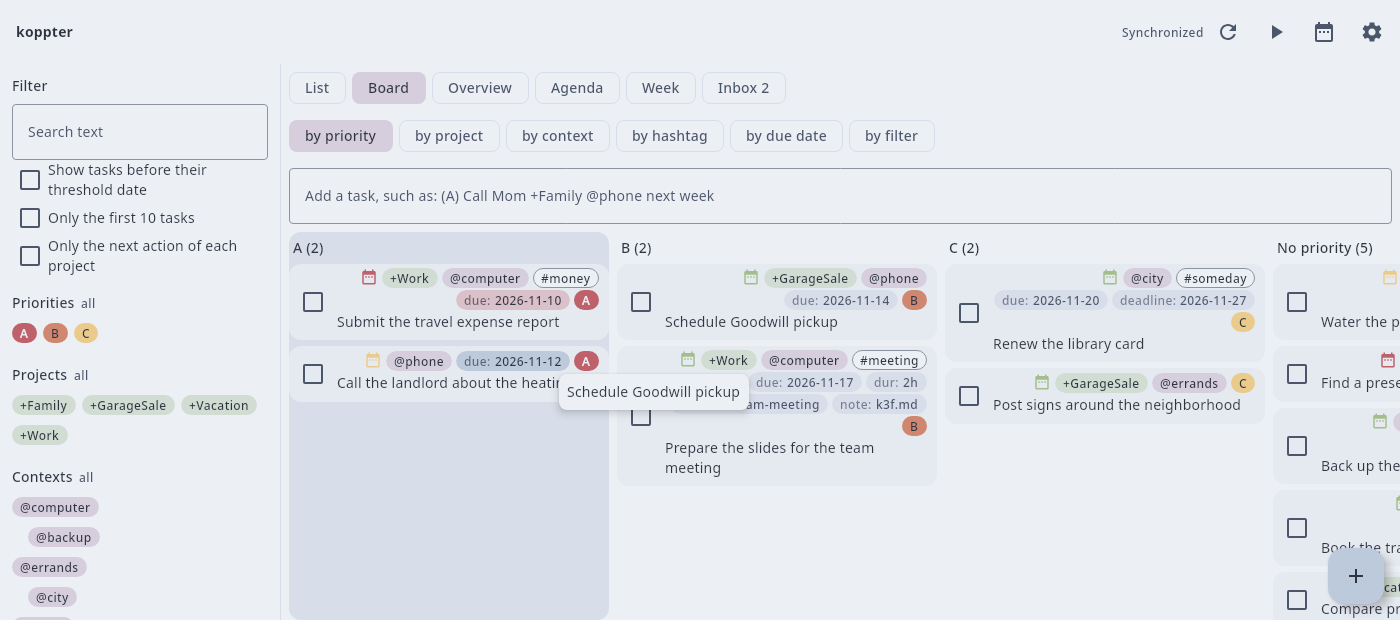 koppter
Synchronized
Filter
Search text
Show tasks before their
threshold date
Only the first 10 tasks
Only the next action of each
project
Priorities all
A B C
Projects all
+Family +GarageSale +Vacation
+Work
Contexts all
@computer
@backup
@errands
@city
List Board Overview Agenda Week Inbox 2
by priority by project by context by hashtag by due date by filter
Add a task, such as: (A) Call Mom +Family @phone next week
A (2)
+Work @computer #money
due: 2026-11-10 A
Submit the travel expense report
@phone due: 2026-11-12 A
Call the landlord about the
Schedule Goodwill pickup
B (2)
+GarageSale @phone
due: 2026-11-14 B
Schedule Goodwill pickup
+Work @computer #meeting
due: 2026-11-17 dur: 2h
am-meeting note: k3f.md
B
Prepare the slides for the team
meeting
C (2)
@city #someday
due: 2026-11-20 deadline: 2026-11-27
C
Renew the library card
+GarageSale @errands C
Post signs around the neighborhood
No priority (5)
Water the
Find a
Back up the
Book the
Compare
+